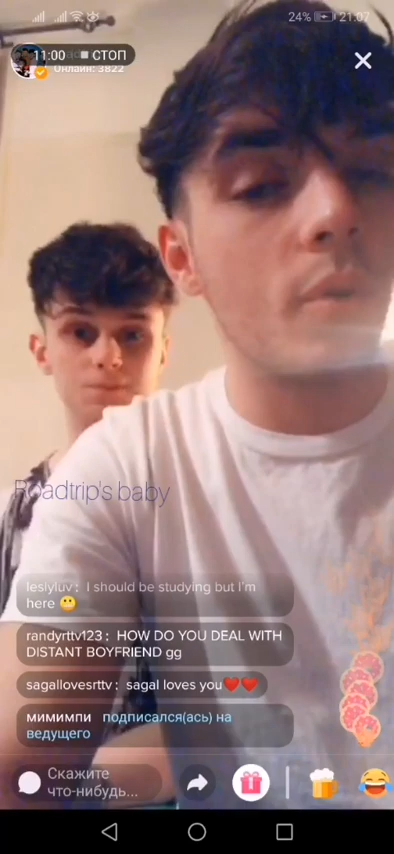 24% 21:07
11:00 СТОП
Онлайн: 3822
Roadtrip's baby
leslyluv: I should be studying but I'm
here 😬
randyrttv123: HOW DO YOU DEAL WITH
DISTANT BOYFRIEND gg
sagallovesrttv: sagal loves you❤️❤️
мимимпи подписался(ась) на
ведущего
Скажите
что-нибудь...